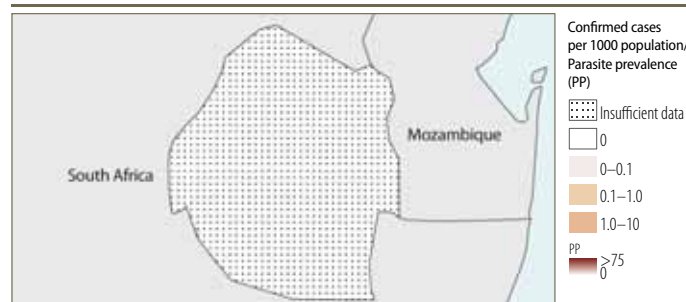 Confirmed cases
per 1000 population/
Parasite prevalence
(PP)
Insufficient data
0
0–0.1
0.1–1.0
1.0–10
PP
>75
0
Mozambique
South Africa